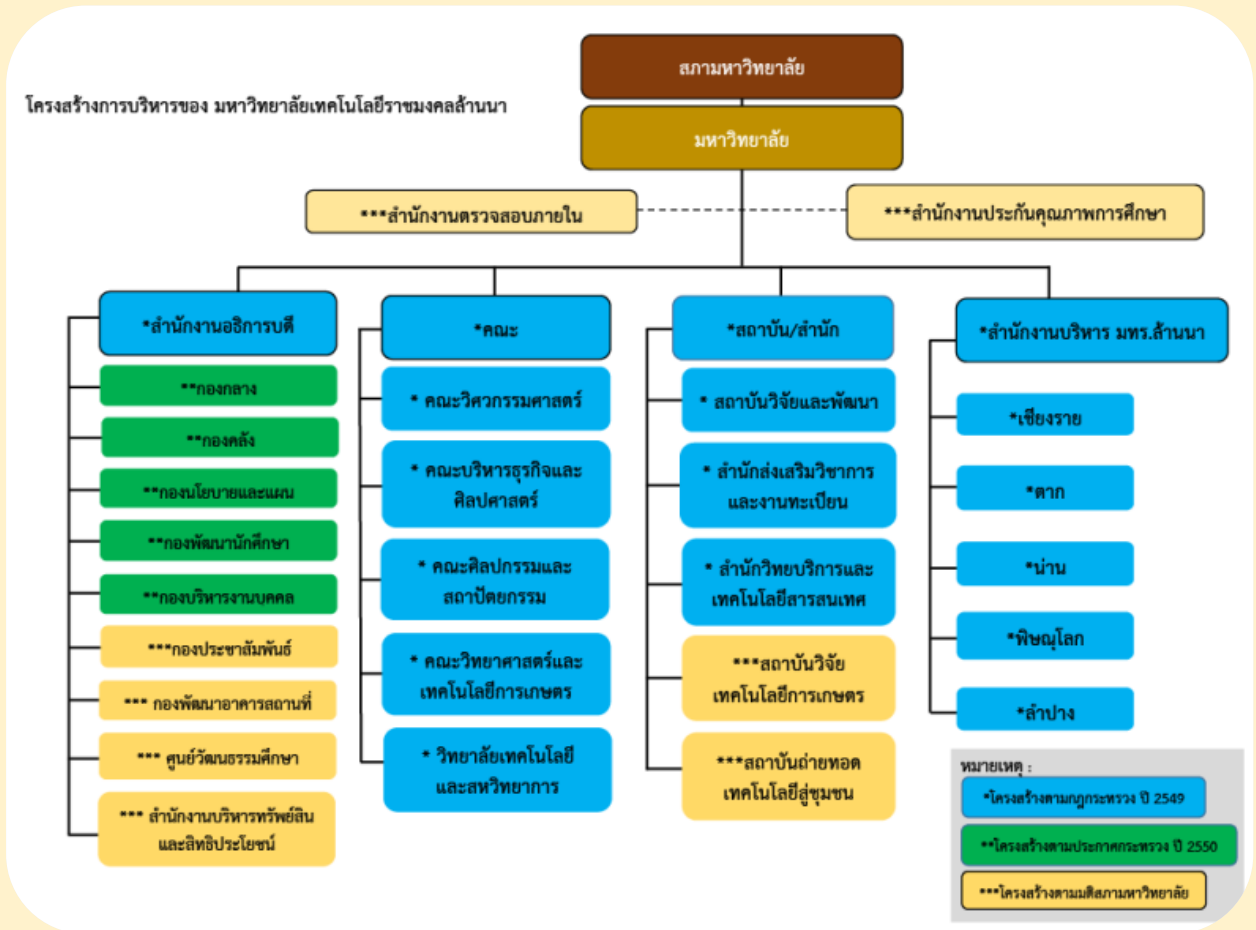 สภามหาวิทยาลัย
โครงสร้างการบริหารของ มหาวิทยาลัยเทคโนโลยีราชมงคลล้านนา
มหาวิทยาลัย
***สำนักงานตรวจสอบภายใน
***สำนักงานประกันคุณภาพการศึกษา
*สำนักงานอธิการบดี
**กองกลาง
**กองคลัง
**กองนโยบายและแผน
**กองพัฒนานักศึกษา
**กองบริหารงานบุคคล
***กองประชาสัมพันธ์
*** กองพัฒนาอาคารสถานที่
*** ศูนย์วัฒนธรรมศึกษา
*** สำนักงานบริหารทรัพย์สิน
และสิทธิประโยชน์
*คณะ
* คณะวิศวกรรมศาสตร์
* คณะบริหารธุรกิจและ
ศิลปศาสตร์
* คณะศิลปกรรมและ
สถาปัตยกรรม
* คณะวิทยาศาสตร์และ
เทคโนโลยีการเกษตร
* วิทยาลัยเทคโนโลยี
และสหวิทยาการ
*สถาบัน/สำนัก
* สถาบันวิจัยและพัฒนา
* สำนักส่งเสริมวิชาการ
และงานทะเบียน
* สำนักวิทยบริการและ
เทคโนโลยีสารสนเทศ
***สถาบันวิจัย
เทคโนโลยีการเกษตร
***สถาบันถ่ายทอด
เทคโนโลยีสู่ชุมชน
*สำนักงานบริหาร มทร.ล้านนา
*เชียงราย
*ตาก
*น่าน
*พิษณุโลก
*ลำปาง
หมายเหตุ :
*โครงสร้างตามกฎกระทรวง ปี 2549
**โครงสร้างตามประกาศกระทรวง ปี 2550
***โครงสร้างตามมติสภามหาวิทยาลัย